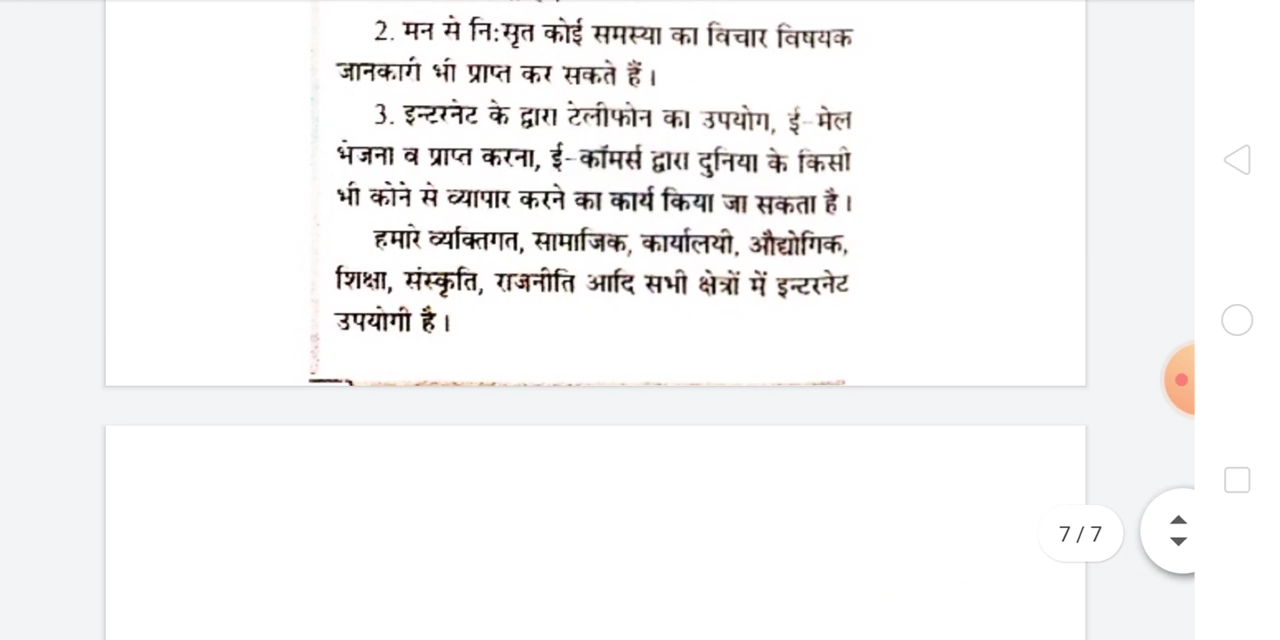 2. मन से नि:सृत कोई समस्या का विचार विषयक
जानकारी भी प्राप्त कर सकते हैं।
3. इन्टरनेट के द्वारा टेलीफोन का उपयोग, ई-मेल
भेजना व प्राप्त करना, ई-कॉमर्स द्वारा दुनिया के किसी
भी कोने से व्यापार करने का कार्य किया जा सकता है।
हमारे व्यक्तिगत, सामाजिक, कार्यालयी, औद्योगिक,
शिक्षा, संस्कृति, राजनीति आदि सभी क्षेत्रों में इन्टरनेट
उपयोगी है।
7/7